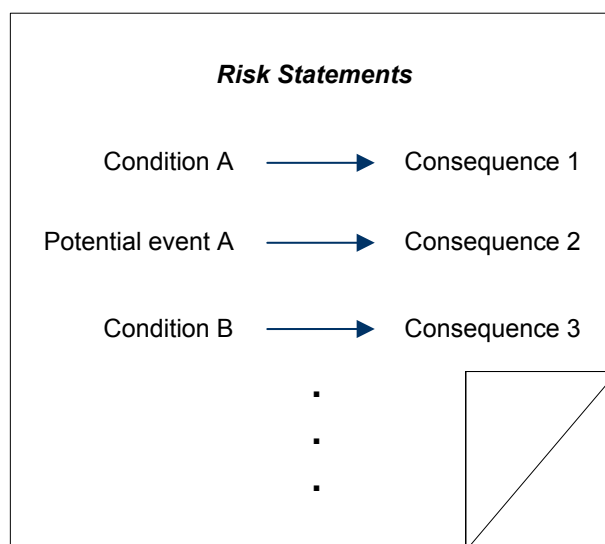 Risk Statements
Condition A Consequence 1
Potential event A Consequence 2
Condition B Consequence 3
.
.
.